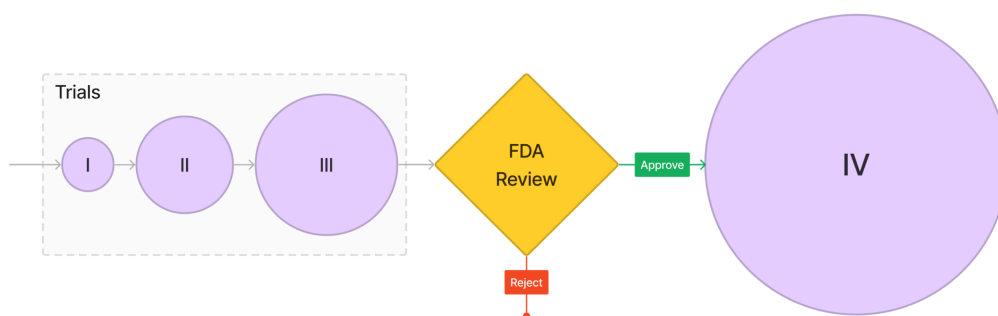 Trials
I
II
III
FDA
Review
Approve
IV
Reject